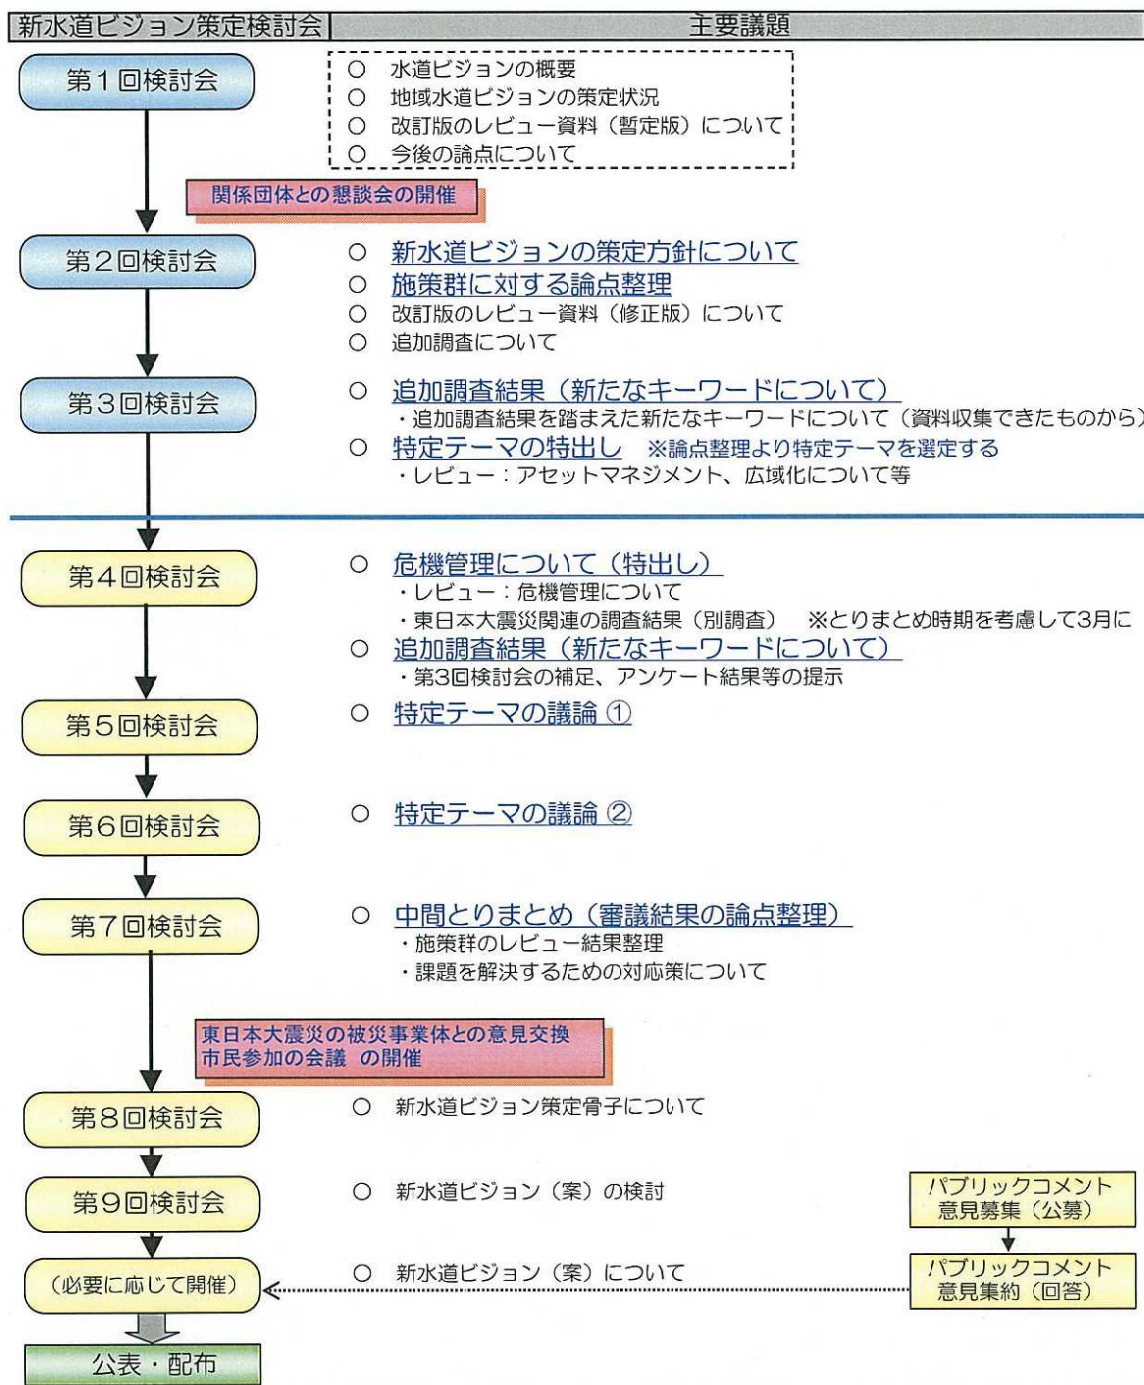 新水道ビジョン策定検討会 主要議題
第1回検討会
○ 水道ビジョンの概要
○ 地域水道ビジョンの策定状況
○ 改訂版のレビュー資料（暫定版）について
○ 今後の論点について
関係団体との懇談会の開催
第2回検討会
○ 新水道ビジョンの策定方針について
○ 施策群に対する論点整理
○ 改訂版のレビュー資料（修正版）について
○ 追加調査について
第3回検討会
○ 追加調査結果（新たなキーワードについて）
・追加調査結果を踏まえた新たなキーワードについて（資料収集できたものから）
○ 特定テーマの特出し ※論点整理より特定テーマを選定する
・レビュー：アセットマネジメント、広域化について等
第4回検討会
○ 危機管理について（特出し）
・レビュー：危機管理について
・東日本大震災関連の調査結果（別調査） ※とりまとめ時期を考慮して3月に
○ 追加調査結果（新たなキーワードについて）
・第3回検討会の補足、アンケート結果等の提示
第5回検討会
○ 特定テーマの議論 ①
第6回検討会
○ 特定テーマの議論 ②
第7回検討会
○ 中間とりまとめ（審議結果の論点整理）
・施策群のレビュー結果整理
・課題を解決するための対応策について
東日本大震災の被災事業体との意見交換
市民参加の会議 の開催
第8回検討会
○ 新水道ビジョン策定骨子について
第9回検討会
○ 新水道ビジョン（案）の検討
パブリックコメント
意見募集（公募）
（必要に応じて開催）
○ 新水道ビジョン（案）について
パブリックコメント
意見集約（回答）
公表・配布